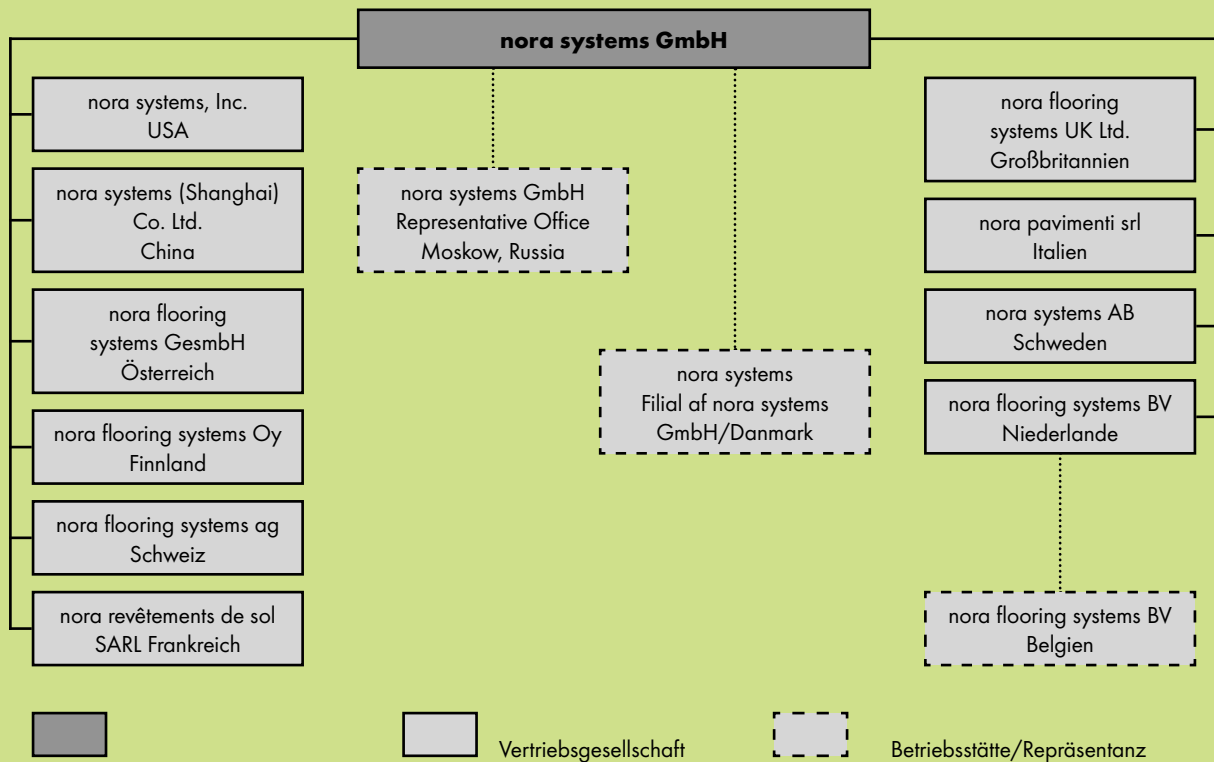 nora systems GmbH
nora systems, Inc.
USA
nora systems (Shanghai)
Co. Ltd.
China
nora flooring
systems GesmbH
Österreich
nora flooring systems Oy
Finnland
nora flooring systems ag
Schweiz
nora revêtements de sol
SARL Frankreich
nora systems GmbH
Representative Office
Moskow, Russia
nora systems
Filial af nora systems
GmbH/Danmark
nora flooring
systems UK Ltd.
Großbritannien
nora pavimenti srl
Italien
nora systems AB
Schweden
nora flooring systems BV
Niederlande
nora flooring systems BV
Belgien
Vertriebsgesellschaft
Betriebsstätte/Repräsentanz